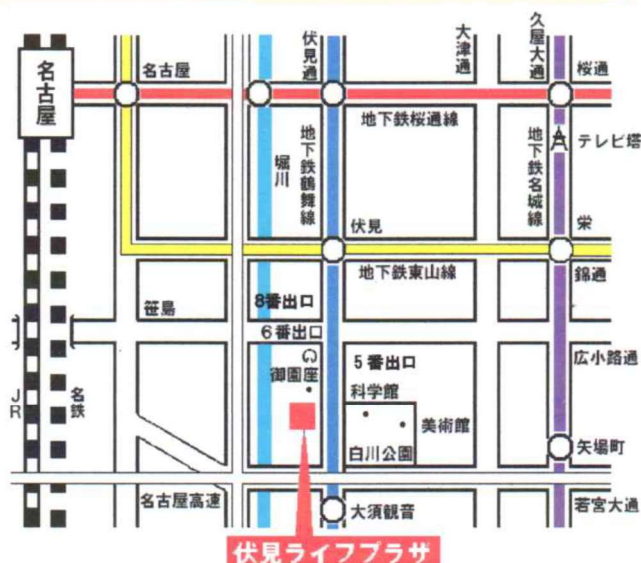 名古屋
名古屋
伏見通
大津通
久屋大通
桜通
地下鉄桜通線
堀川
地下鉄鶴舞線
地下鉄名城線
テレビ塔
伏見
栄
地下鉄東山線
錦通
笹島
8番出口
6番出口
5番出口
広小路通
JR
名鉄
御園座
科学館
美術館
白川公園
矢場町
名古屋高速
大須観音
若宮大通
伏見ライフプラザ